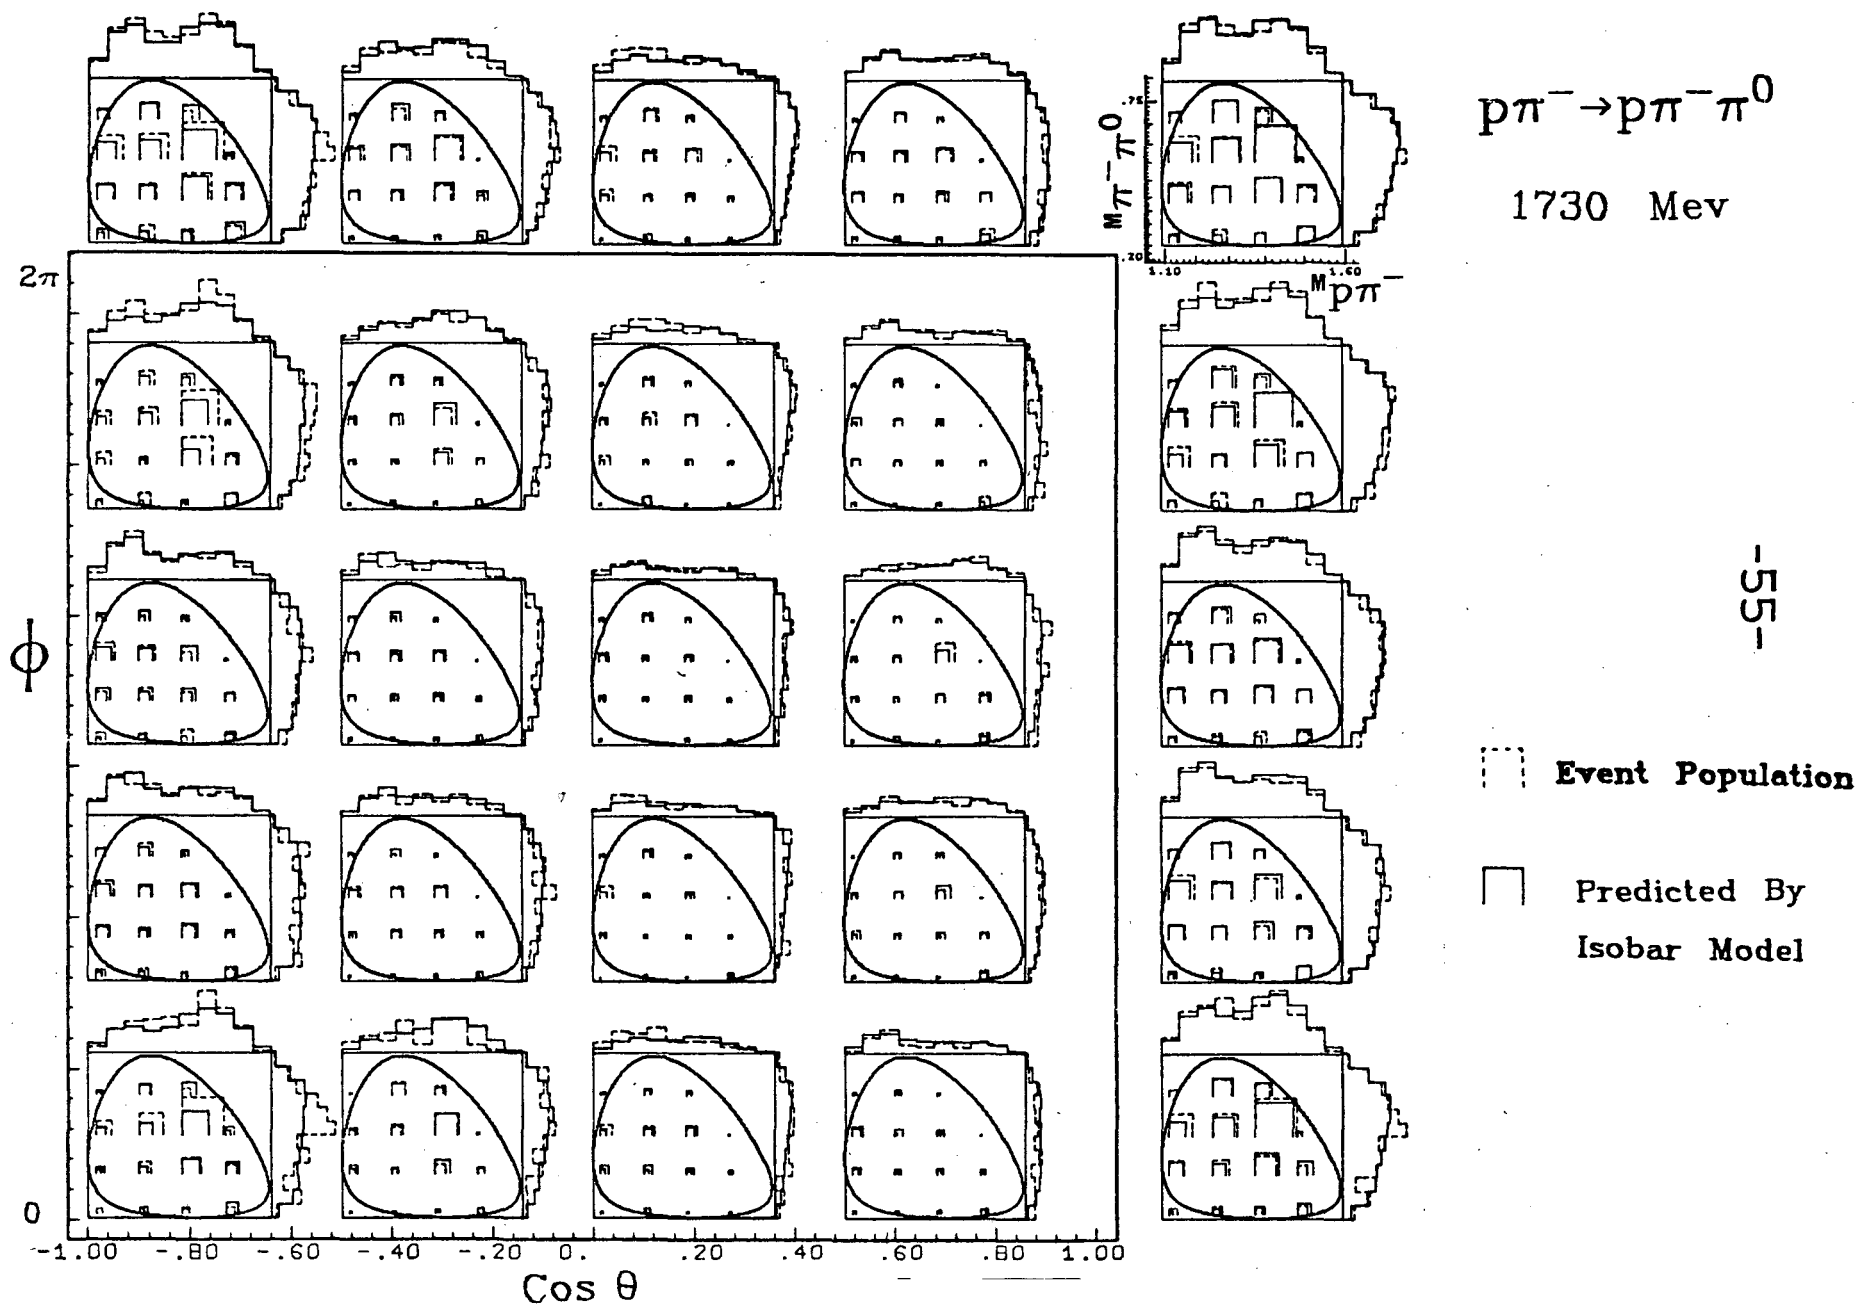 pπ⁻→pπ⁻π⁰
1730 Mev
Mπ⁻π⁰
.75
.20
1.10 1.60
Mpπ⁻
2π
ϕ
0
-1.00 -.80 -.60 -.40 -.20 0. .20 .40 .60 .80 1.00
Cos θ
Event Population
Predicted By
Isobar Model
-55-